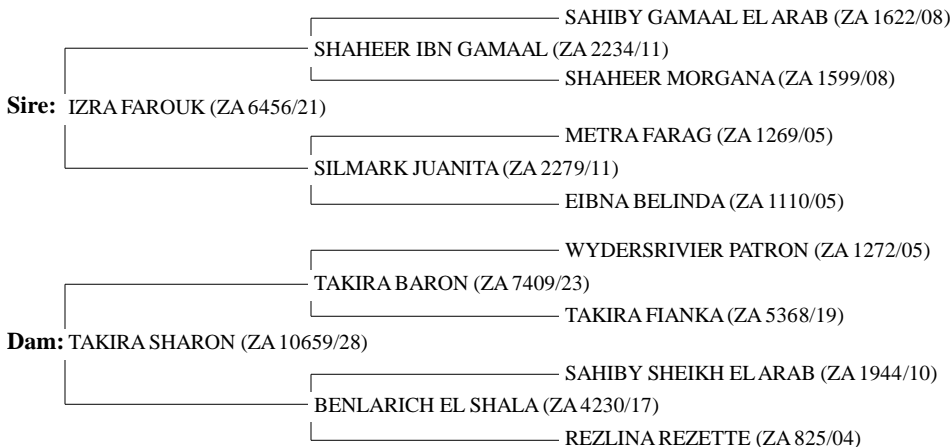 SAHIBY GAMAAL EL ARAB (ZA 1622/08)
SHAHEER IBN GAMAAL (ZA 2234/11)
SHAHEER MORGANA (ZA 1599/08)
Sire: IZRA FAROUK (ZA 6456/21)
METRA FARAG (ZA 1269/05)
SILMARK JUANITA (ZA 2279/11)
EIBNA BELINDA (ZA 1110/05)
WYDERSRIVIER PATRON (ZA 1272/05)
TAKIRA BARON (ZA 7409/23)
TAKIRA FIANKA (ZA 5368/19)
Dam: TAKIRA SHARON (ZA 10659/28)
SAHIBY SHEIKH EL ARAB (ZA 1944/10)
BENLARICH EL SHALA (ZA 4230/17)
REZLINA REZETTE (ZA 825/04)